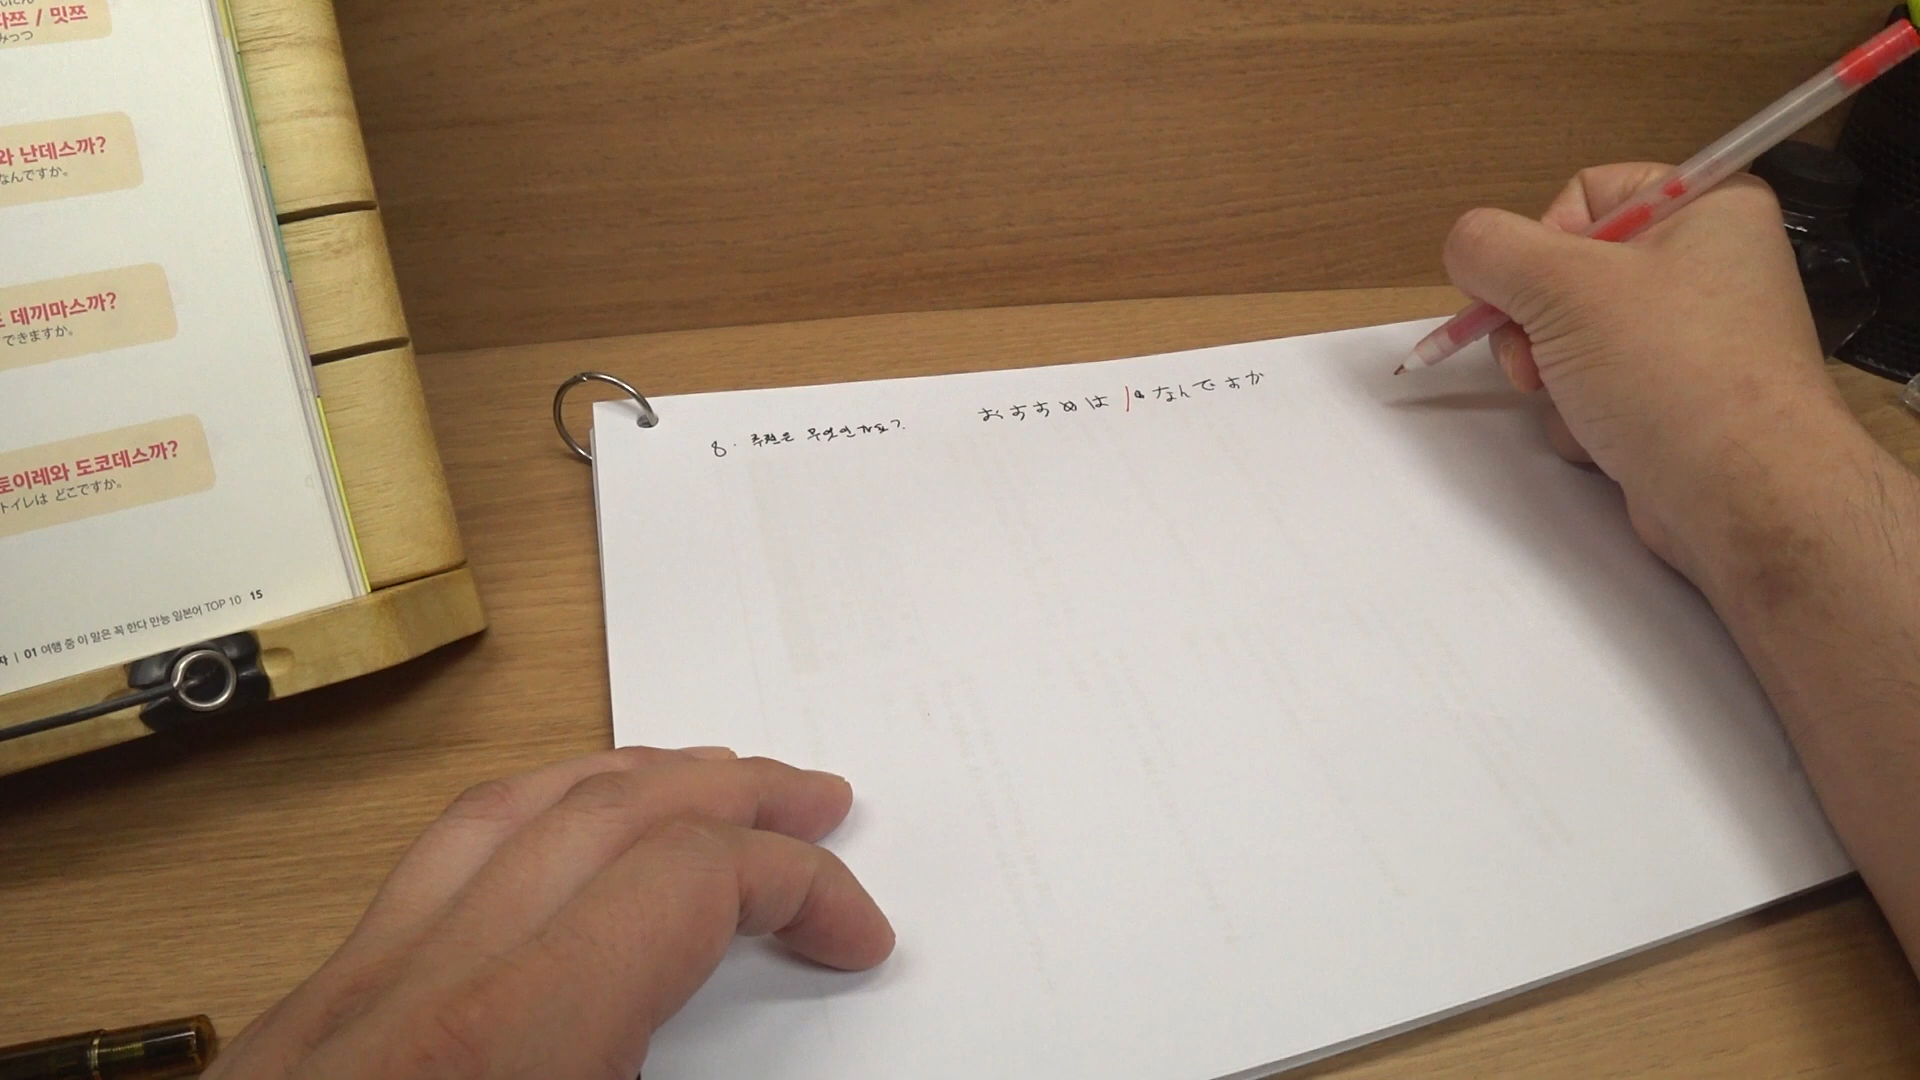 쯔 / 밋쯔
みっつ
와 난데스까?
なんですか。
데끼마스까?
できますか。
토이레와 도코데스까?
トイレは どこですか。
01 여행 중 이 말은 꼭 한다 만능 일본어 TOP 10 15
8. 추천은 무엇인가요?
おすすめは なんですか